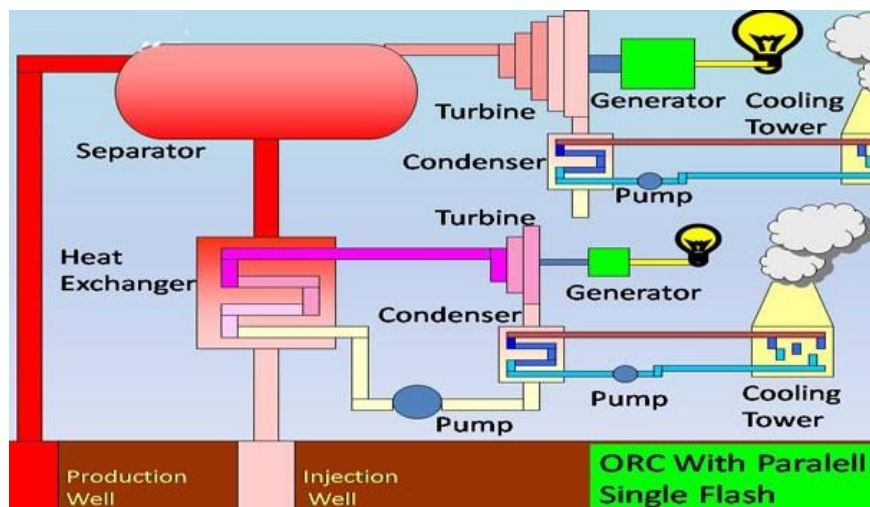 Separator
Turbine
Generator
Cooling
Tower
Condenser
Pump
Heat
Exchanger
Turbine
Generator
Condenser
Pump
Pump
Cooling
Tower
Production
Well
Injection
Well
ORC With Paralell
Single Flash